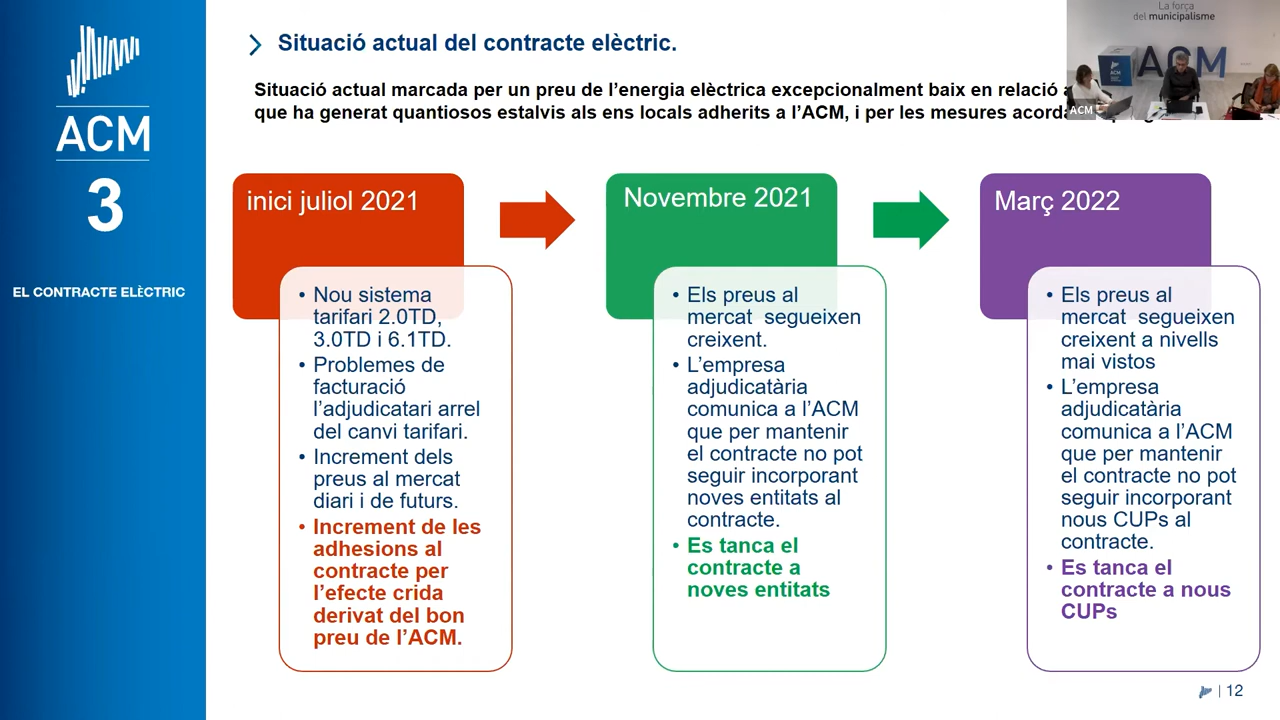 ACM
3
EL CONTRACTE ELÈCTRIC
Situació actual del contracte elèctric.
Situació actual marcada per un preu de l'energia elèctrica excepcionalment baix en relació
que ha generat quantiosos estalvis als ens locals adherits a l'ACM, i per les mesures
La força
del municipalisme
ACM
ACM
ACM
inici juliol 2021
• Nou sistema
tarifari 2.0TD,
3.0TD i 6.1TD.
• Problemes de
facturació
l'adjudicatari arrel
del canvi tarifari.
• Increment dels
preus al mercat
diari i de futurs.
• Increment de les
adhesions al
contracte per
l'efecte crida
derivat del bon
preu de l'ACM.
Novembre 2021
• Els preus al
mercat segueixen
creixent.
• L'empresa
adjudicatària
comunica a l'ACM
que per mantenir
el contracte no pot
seguir incorporant
noves entitats al
contracte.
• Es tanca el
contracte a
noves entitats
Març 2022
• Els preus al
mercat segueixen
creixent a nivells
mai vistos
• L'empresa
adjudicatària
comunica a l'ACM
que per mantenir
el contracte no pot
seguir incorporant
nous CUPs al
contracte.
• Es tanca el
contracte a nous
CUPs
| 12